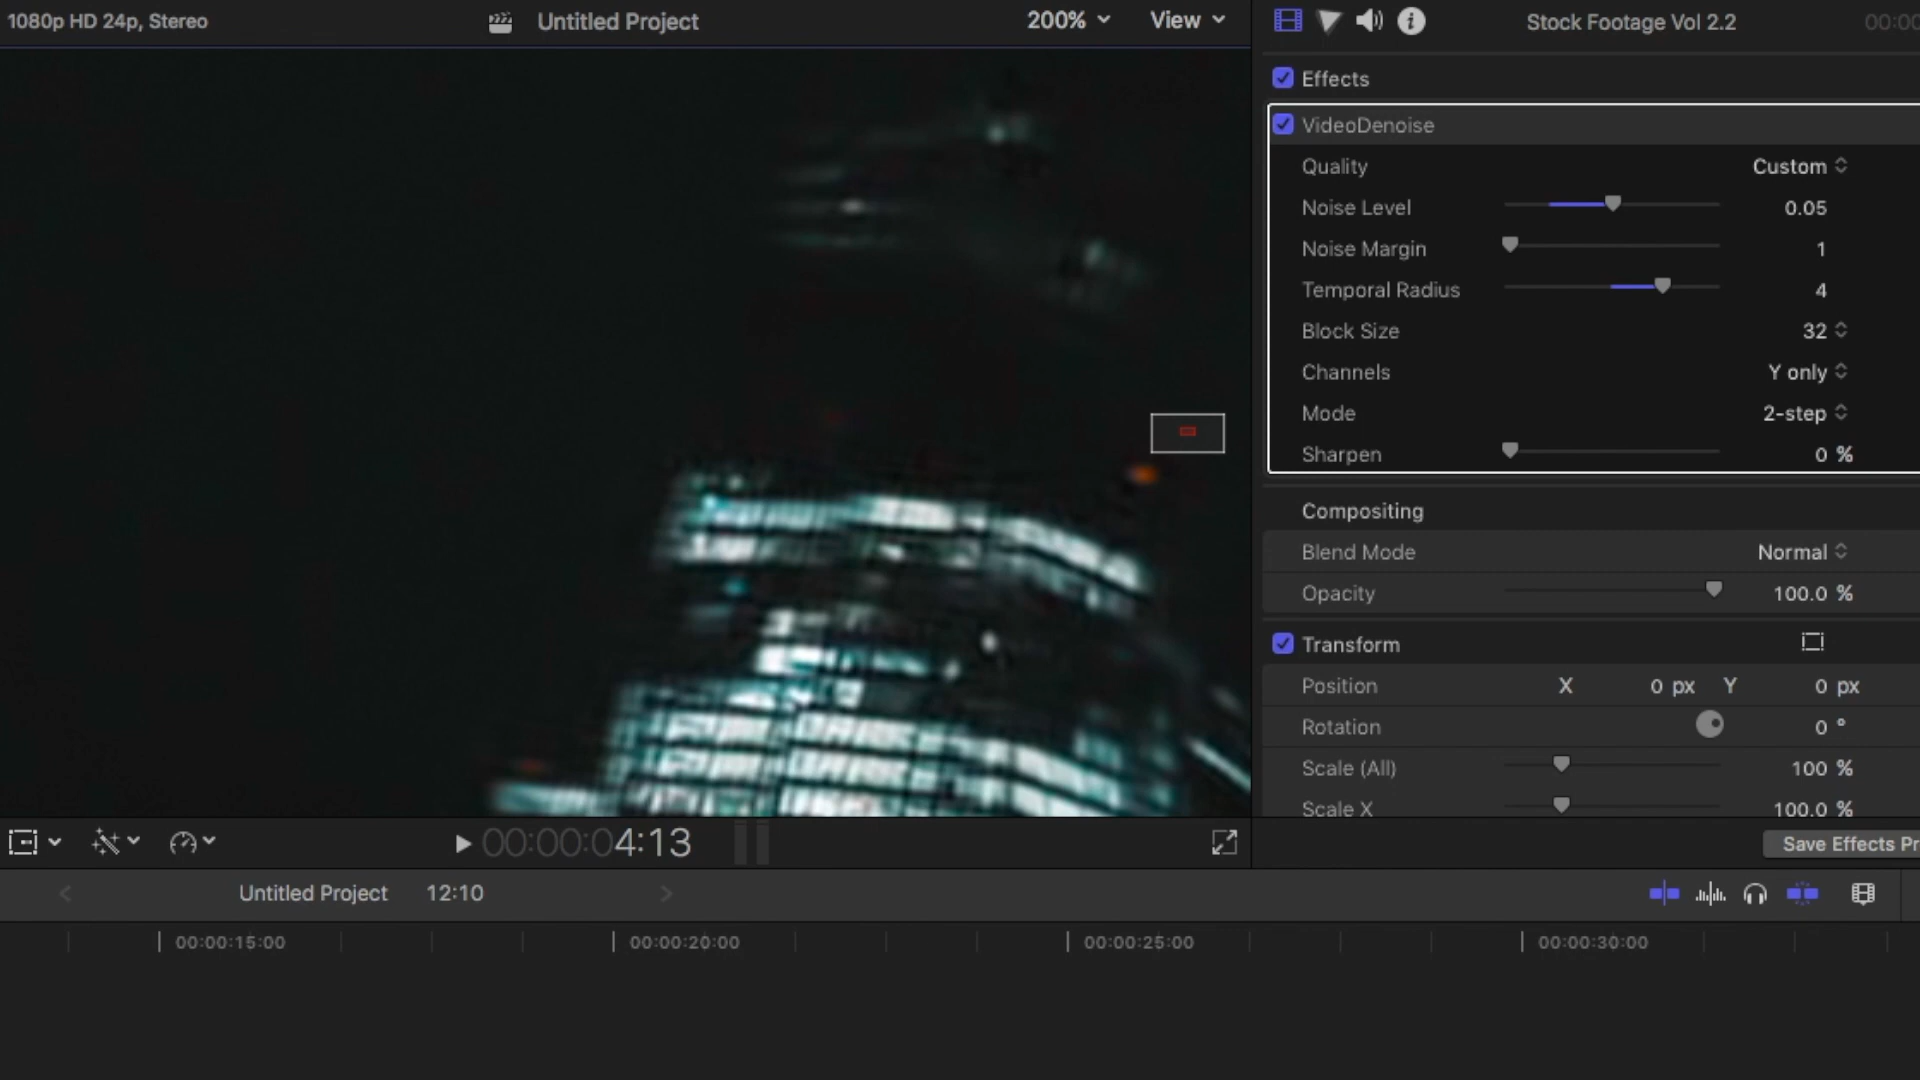 1080p HD 24p, Stereo
Untitled Project
200%
View
Stock Footage Vol 2.2
Effects
VideoDenoise
Quality Custom
Noise Level 0.05
Noise Margin 1
Temporal Radius 4
Block Size 32
Channels Y only
Mode 2-step
Sharpen 0 %
Compositing
Blend Mode Normal
Opacity 100.0 %
Transform
Position X 0 px Y 0 px
Rotation 0 °
Scale (All) 100 %
Scale X 100.0 %
00:00:04:13
Save Effects Pr
Untitled Project 12:10
00:00:15:00 00:00:20:00 00:00:25:00 00:00:30:00